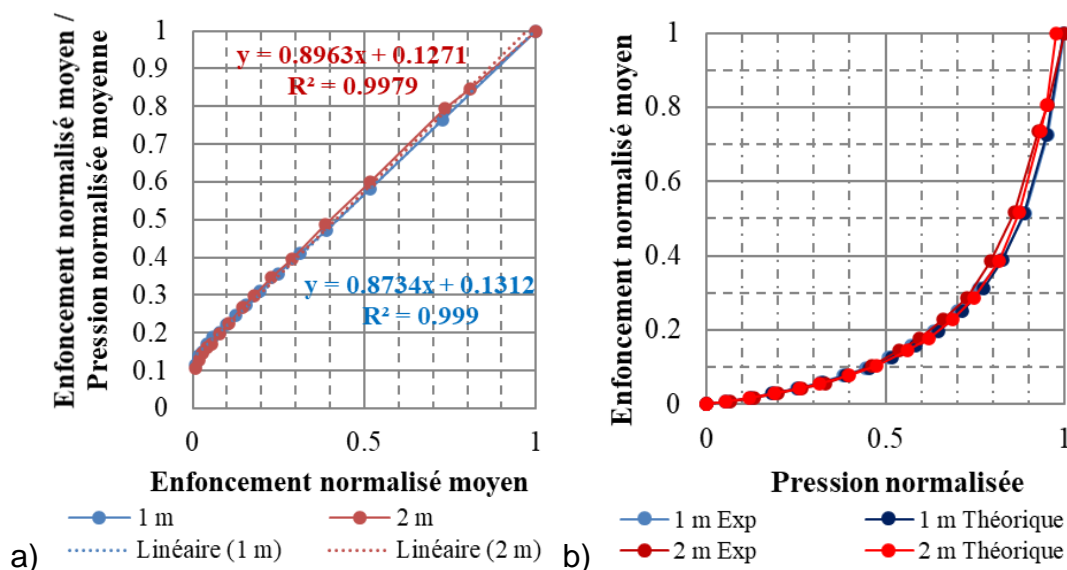 Enfoncement normalisé moyen /
Pression normalisée moyenne
1
0.9
0.8
0.7
0.6
0.5
0.4
0.3
0.2
0.1
0
y = 0.8963x + 0.1271
R² = 0.9979
y = 0.8734x + 0.1312
R² = 0.999
0
0.5
1
Enfoncement normalisé moyen
1 m
2 m
Linéaire (1 m)
Linéaire (2 m)
a)
Enfoncement normalisé moyen
1
0.8
0.6
0.4
0.2
0
0
0.5
1
Pression normalisée
1 m Exp
1 m Théorique
2 m Exp
2 m Théorique
b)